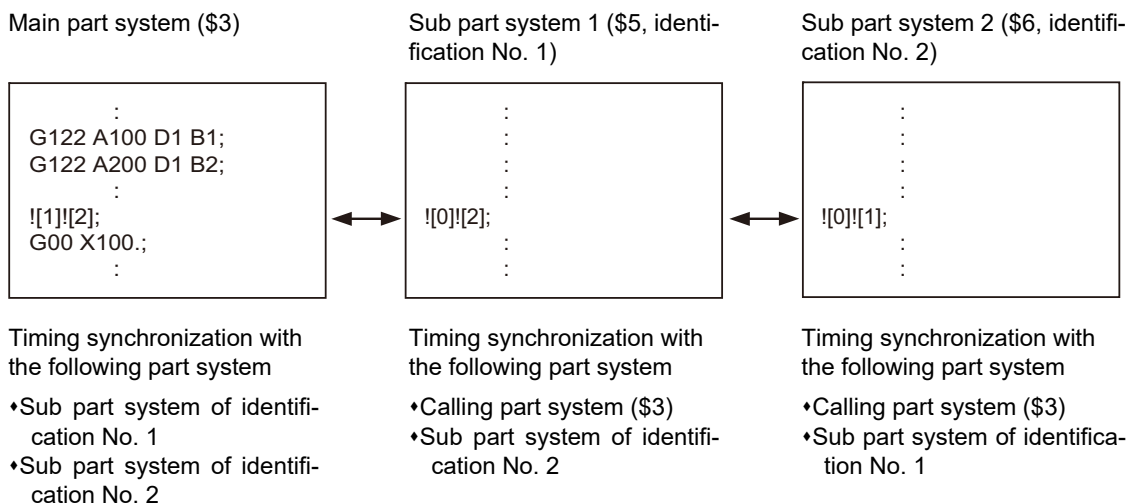 Main part system ($3)
Sub part system 1 ($5, identi-
fication No. 1)
Sub part system 2 ($6, identifi-
cation No. 2)
:
G122 A100 D1 B1;
G122 A200 D1 B2;
:
![1]![2];
G00 X100.;
:
:
:
:
:
![0]![2];
:
:
:
:
:
:
![0]![1];
:
:
Timing synchronization with
the following part system
•Sub part system of identifi-
cation No. 1
•Sub part system of identifi-
cation No. 2
Timing synchronization with
the following part system
•Calling part system ($3)
•Sub part system of identifi-
cation No. 2
Timing synchronization with
the following part system
•Calling part system ($3)
•Sub part system of identifica-
tion No. 1